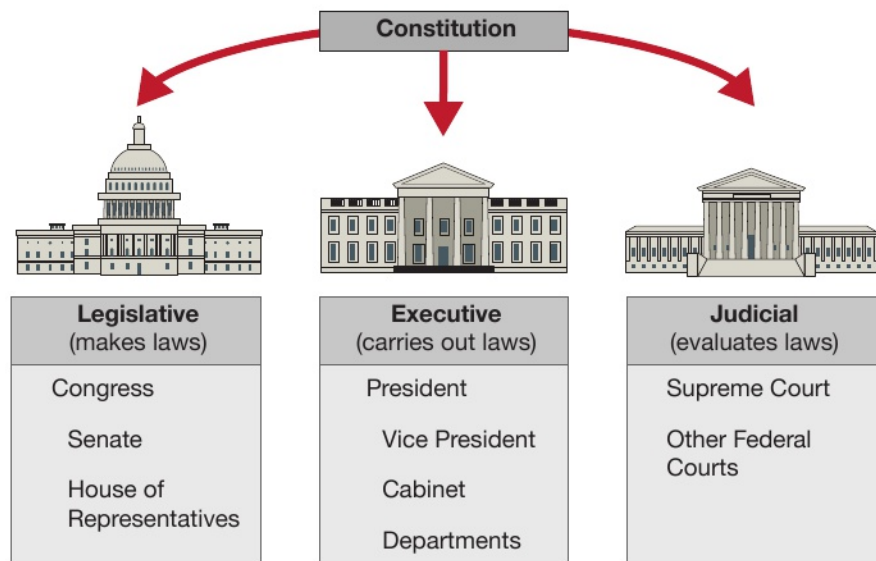 Constitution
Legislative
(makes laws)
Congress
Senate
House of
Representatives
Executive
(carries out laws)
President
Vice President
Cabinet
Departments
Judicial
(evaluates laws)
Supreme Court
Other Federal
Courts